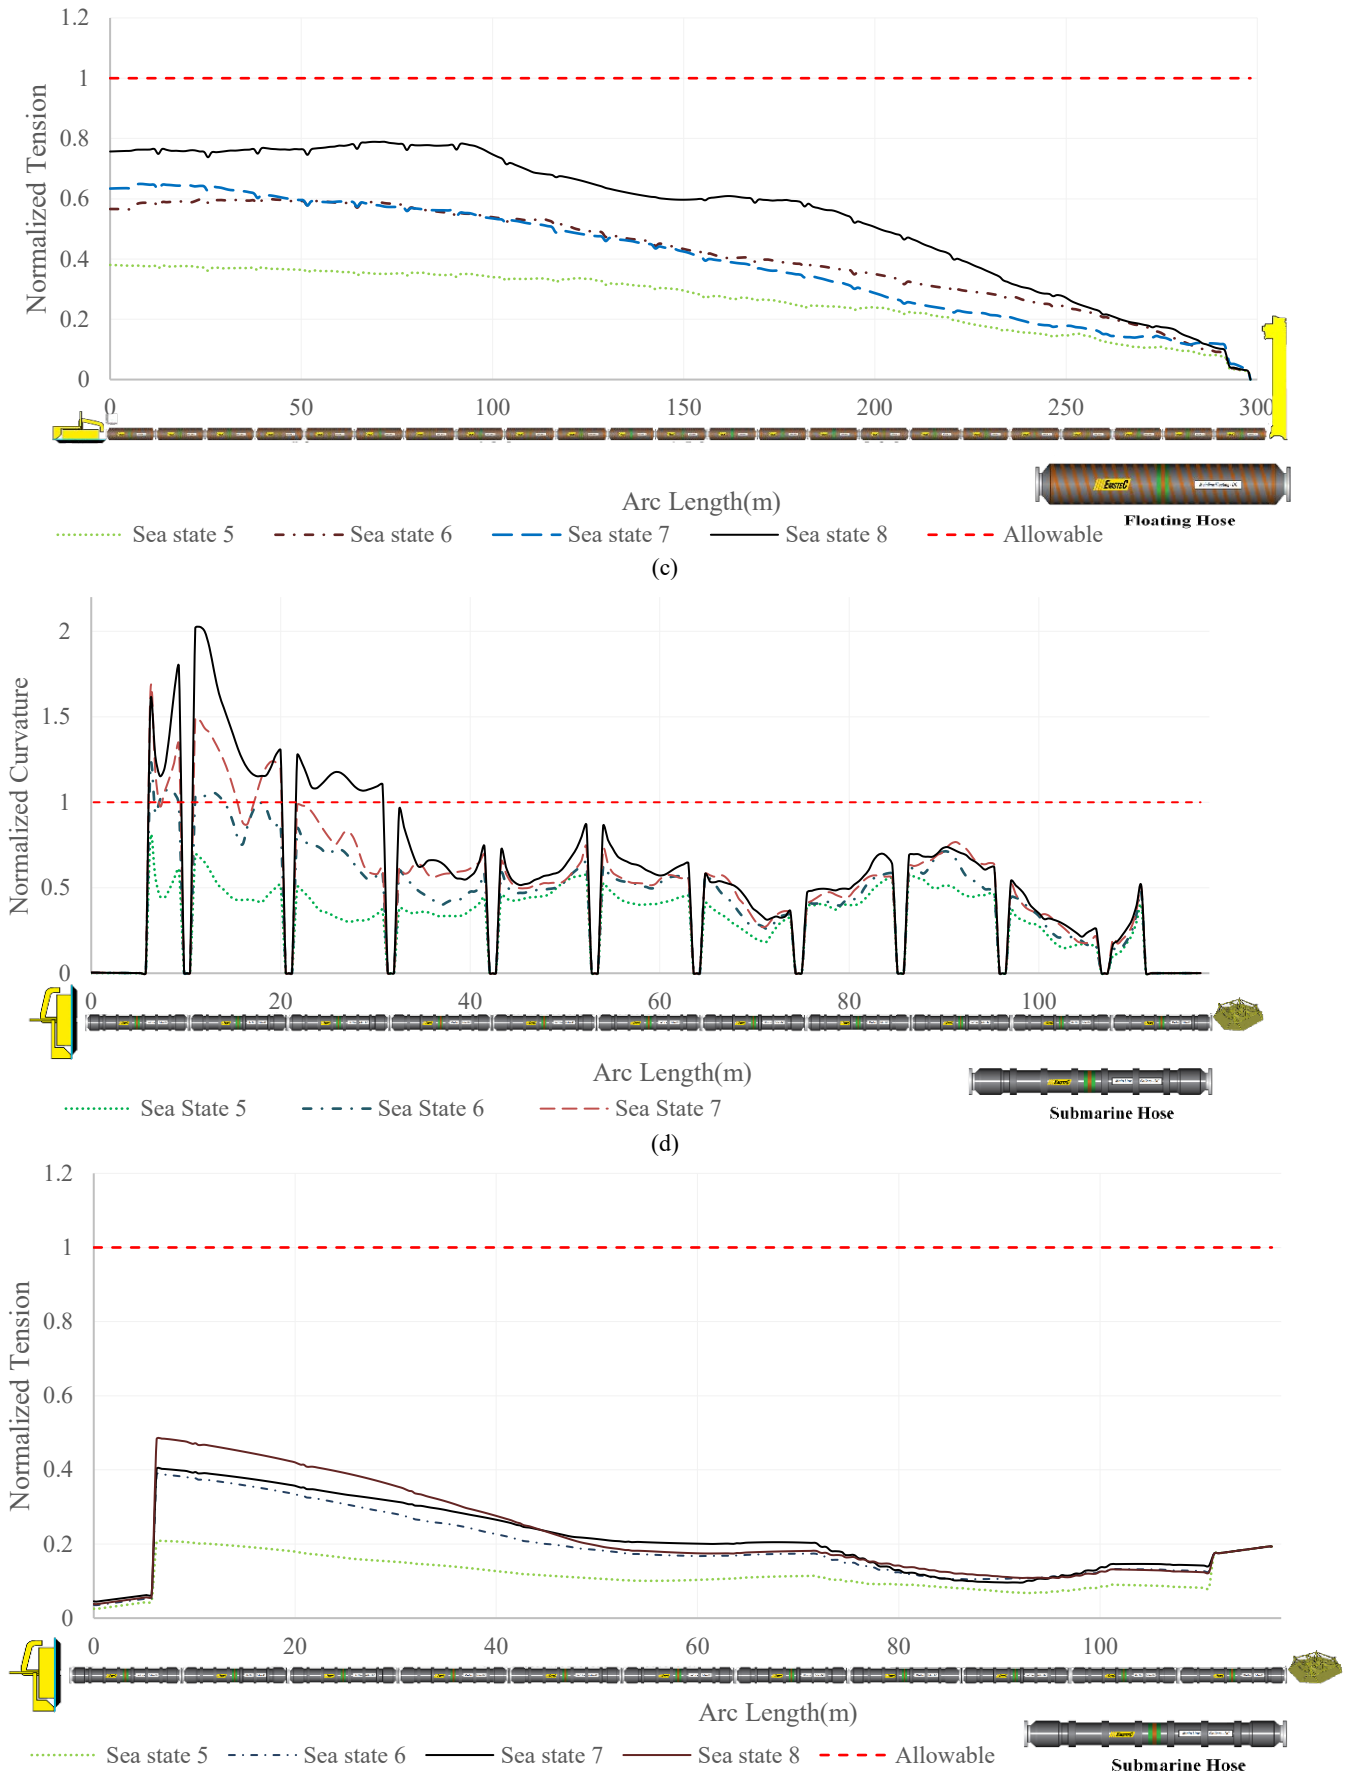 1.2
1
0.8
0.6
0.4
0.2
0
Normalized Tension
0 50 100 150 200 250 300
EMSTEC
Arc Length(m)
Floating Hose
Sea state 5 Sea state 6 Sea state 7 Sea state 8 Allowable
(c)
2
1.5
1
0.5
0
Normalized Curvature
0 20 40 60 80 100
Arc Length(m)
Submarine Hose
Sea State 5 Sea State 6 Sea State 7
(d)
1.2
1
0.8
0.6
0.4
0.2
0
Normalized Tension
0 20 40 60 80 100
Arc Length(m)
Sea state 5 Sea state 6 Sea state 7 Sea state 8 Allowable
Submarine Hose